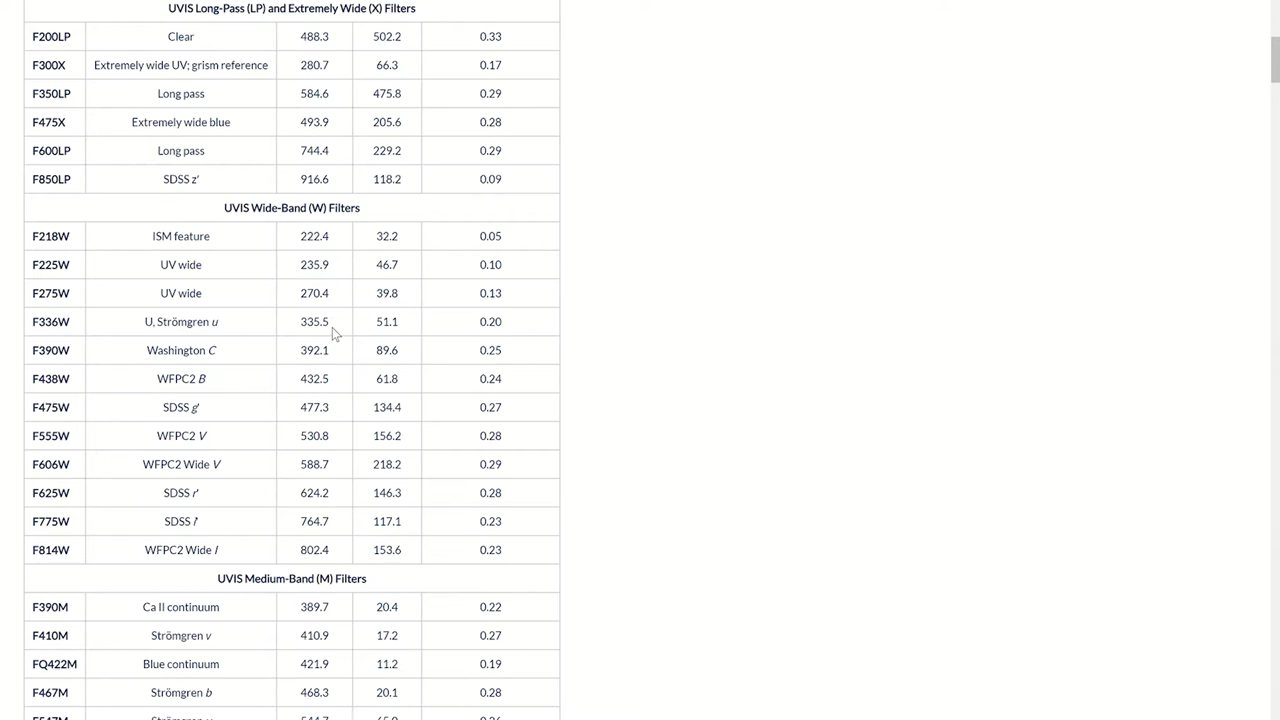 UVIS Long-Pass (LP) and Extremely Wide (X) Filters
F200LP Clear 488.3 502.2 0.33
F300X Extremely wide UV; grism reference 280.7 66.3 0.17
F350LP Long pass 584.6 475.8 0.29
F475X Extremely wide blue 493.9 205.6 0.28
F600LP Long pass 744.4 229.2 0.29
F850LP SDSS z' 916.6 118.2 0.09
UVIS Wide-Band (W) Filters
F218W ISM feature 222.4 32.2 0.05
F225W UV wide 235.9 46.7 0.10
F275W UV wide 270.4 39.8 0.13
F336W U, Strömgren u 335.5 51.1 0.20
F390W Washington C 392.1 89.6 0.25
F438W WFPC2 B 432.5 61.8 0.24
F475W SDSS g' 477.3 134.4 0.27
F555W WFPC2 V 530.8 156.2 0.28
F606W WFPC2 Wide V 588.7 218.2 0.29
F625W SDSS r' 624.2 146.3 0.28
F775W SDSS i' 764.7 117.1 0.23
F814W WFPC2 Wide I 802.4 153.6 0.23
UVIS Medium-Band (M) Filters
F390M Ca II continuum 389.7 20.4 0.22
F410M Strömgren v 410.9 17.2 0.27
FQ422M Blue continuum 421.9 11.2 0.19
F467M Strömgren b 468.3 20.1 0.28